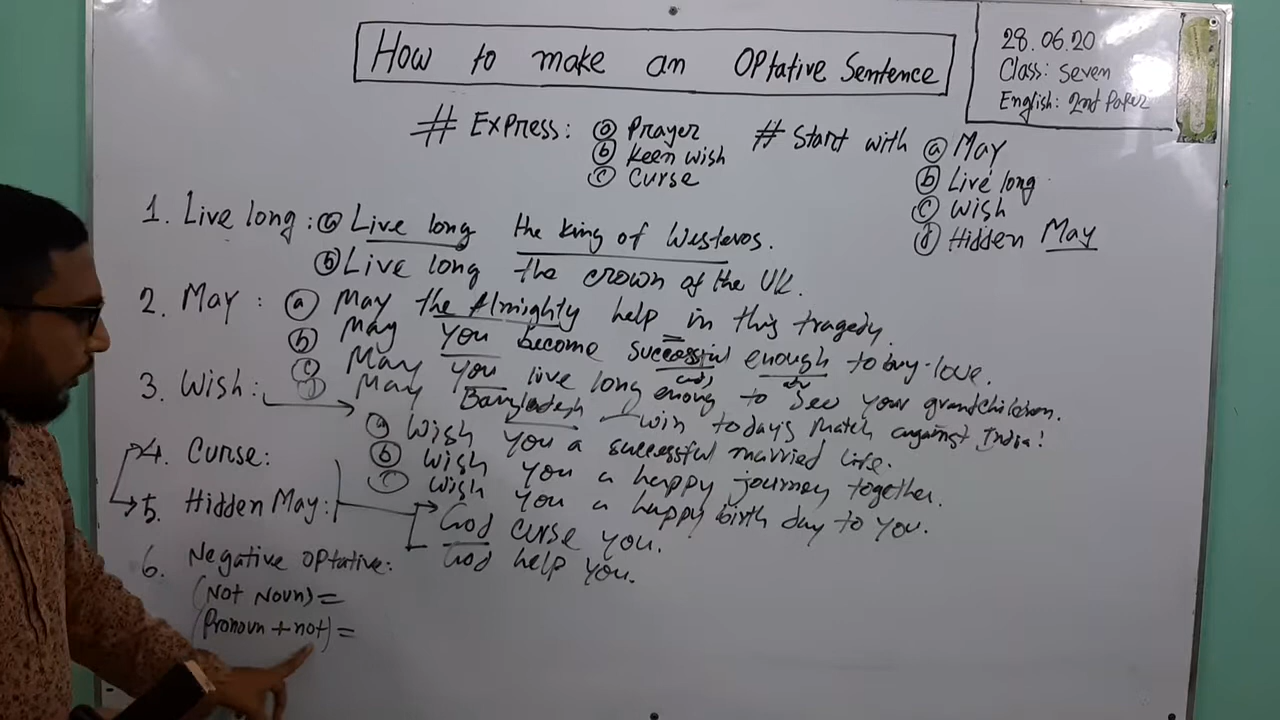 How to make an Optative Sentence
28.06.20
Class: Seven
English: 2nd Paper
# Express: (a) Prayer
(b) Keen wish
(c) Curse
# Start with (a) May
(b) Live long
(c) Wish
(d) Hidden May
1. Live long: (a) Live long the king of Westeros.
(b) Live long the crown of the UK.
2. May: (a) May the Almighty help in this tragedy.
(b) May you become successful enough to buy love.
(c) May you live long enoug to see your grandchildren.
(d) May Bangladesh win today's match against India!
3. Wish: (a) Wish you a successful married life.
(b) Wish you a happy journey together.
(c) Wish you a happy birth day to you.
4. Curse:
5. Hidden May:
God curse you.
God help you.
6. Negative Optative:
(Not Noun) =
(Pronoun + not) =